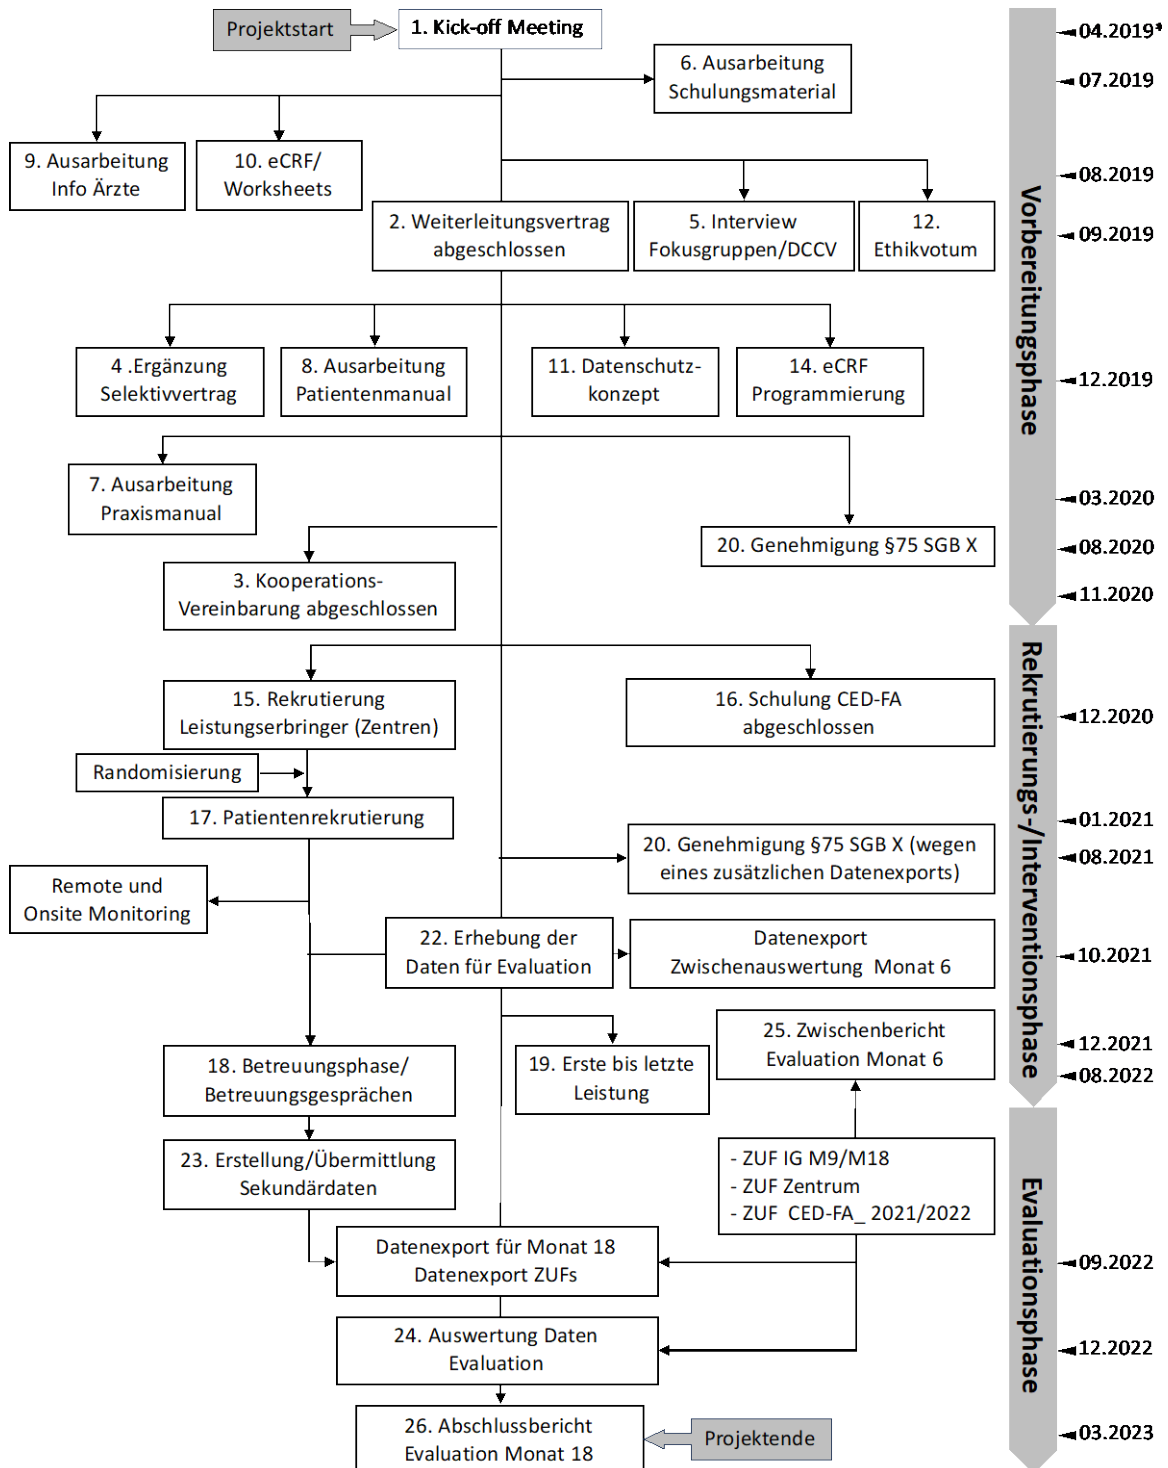 Projektstart
1. Kick-off Meeting
04.2019*
6. Ausarbeitung
Schulungsmaterial
07.2019
9. Ausarbeitung
Info Ärzte
10. eCRF/
Worksheets
08.2019
2. Weiterleitungsvertrag
abgeschlossen
5. Interview
Fokusgruppen/DCCV
12.
Ethikvotum
09.2019
Vorbereitungsphase
4 .Ergänzung
Selektivvertrag
8. Ausarbeitung
Patientenmanual
11. Datenschutz-
konzept
14. eCRF
Programmierung
12.2019
7. Ausarbeitung
Praxismanual
03.2020
20. Genehmigung §75 SGB X
08.2020
3. Kooperations-
Vereinbarung abgeschlossen
11.2020
15. Rekrutierung
Leistungserbringer (Zentren)
16. Schulung CED-FA
abgeschlossen
12.2020
Rekrutierungs-/Interventionsphase
Randomisierung
17. Patientenrekrutierung
01.2021
20. Genehmigung §75 SGB X (wegen
eines zusätzlichen Datenexports)
08.2021
Remote und
Onsite Monitoring
22. Erhebung der
Daten für Evaluation
Datenexport
Zwischenauswertung Monat 6
10.2021
25. Zwischenbericht
Evaluation Monat 6
12.2021
18. Betreuungsphase/
Betreuungsgesprächen
19. Erste bis letzte
Leistung
08.2022
23. Erstellung/Übermittlung
Sekundärdaten
- ZUF IG M9/M18
- ZUF Zentrum
- ZUF CED-FA_ 2021/2022
Evaluationsphase
Datenexport für Monat 18
Datenexport ZUFs
09.2022
24. Auswertung Daten
Evaluation
12.2022
26. Abschlussbericht
Evaluation Monat 18
Projektende
03.2023